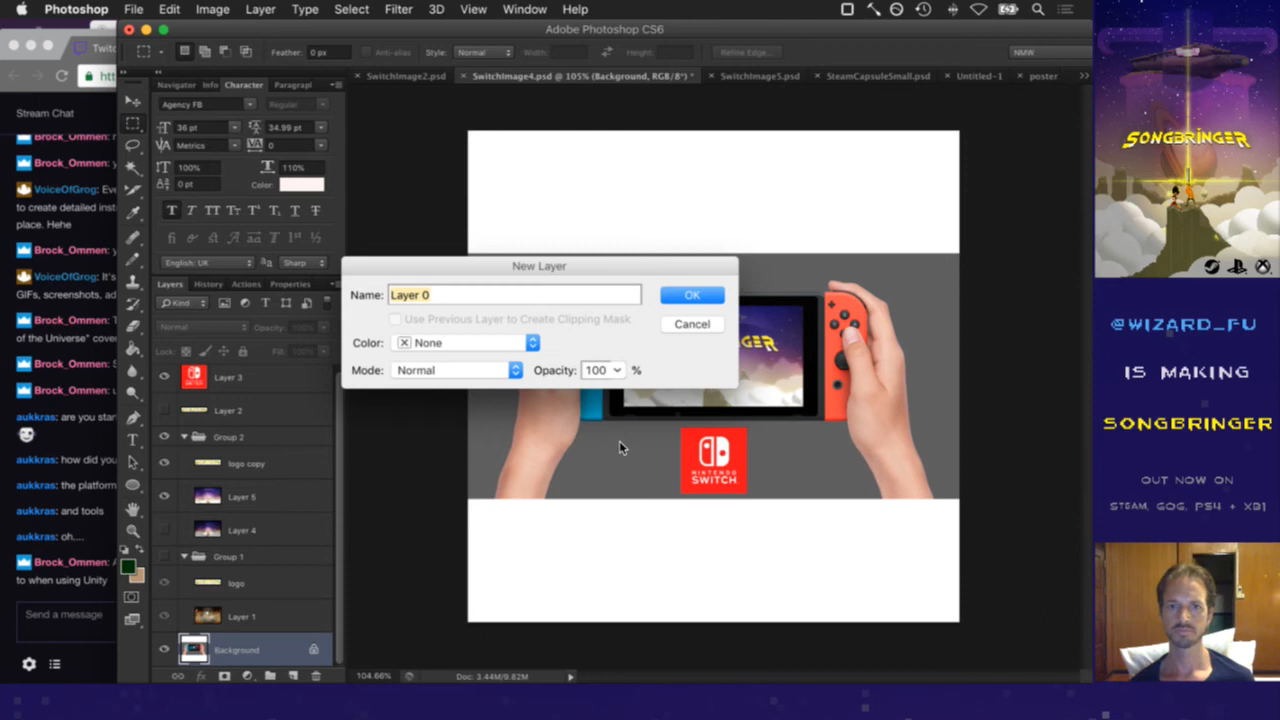 Photoshop File Edit Image Layer Type Select Filter 3D View Window Help
Adobe Photoshop CS6
Feather: 0 px Anti-alias Style: Normal Width: Height: Refine Edge... NMW
SwitchImage2.psd SwitchImage4.psd @ 105% (Background, RGB/8*) * SwitchImage5.psd SteamCapsuleSmall.psd Untitled-1 poster
Twitc
Stream Chat
Brock_Ommen:
Brock_Ommen:
VoiceOfGrog: Eve
to create detailed inst
place. Hehe
Brock_Ommen:
VoiceOfGrog: It's
GIFs, screenshots, ad
Brock_Ommen:
of the Universe* cover
Brock_Ommen:
Brock_Ommen:
aukkras: are you star
aukkras: how did you
aukkras: the platform
aukkras: and tools
aukkras: oh....
Brock_Ommen:
to when using Unity
Send a message
Navigator Info Character Paragrapl
Agency FB Regular
36 pt 34.99 pt
Metrics 0
100% 110%
0 pt Color:
English: UK Sharp
Layers History Actions Properties
Kind
Normal Opacity: 100%
Lock: Fill: 100%
Layer 3
Layer 2
Group 2
logo copy
Layer 5
Layer 4
Group 1
logo
Layer 1
Background
New Layer
Name: Layer 0 OK
Use Previous Layer to Create Clipping Mask
Cancel
Color: None
Mode: Normal Opacity: 100 %
NINTENDO
SWITCH
104.66% Doc: 3.44M/9.82M
SONGBRINGER
@WIZARD_FU
IS MAKING
SONGBRINGER
OUT NOW ON
STEAM, GOG, PS4 + XB1